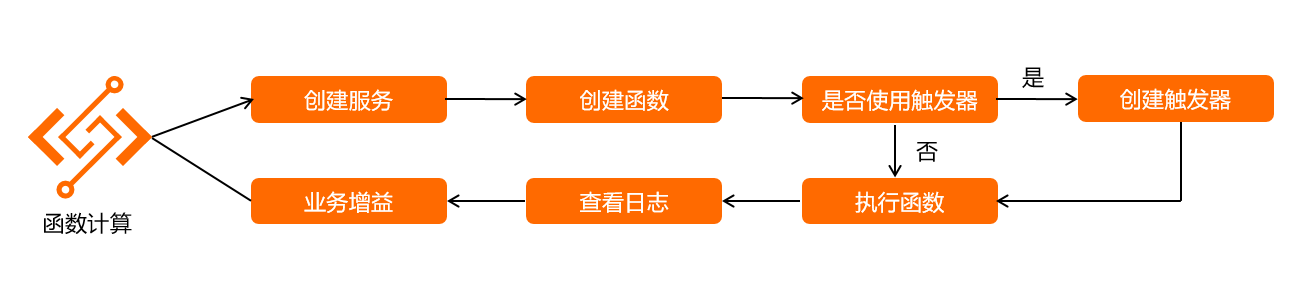 创建服务
创建函数
是否使用触发器
是
创建触发器
否
函数计算
业务增益
查看日志
执行函数